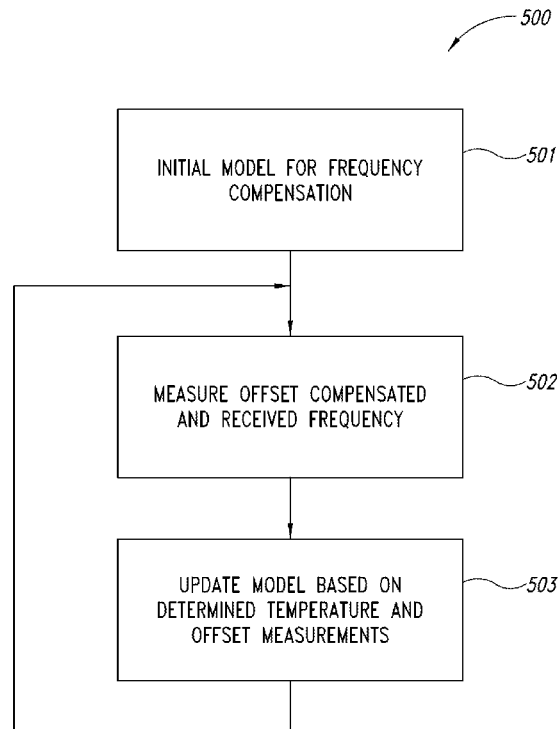 500
INITIAL MODEL FOR FREQUENCY
COMPENSATION
501
MEASURE OFFSET COMPENSATED
AND RECEIVED FREQUENCY
502
UPDATE MODEL BASED ON
DETERMINED TEMPERATURE AND
OFFSET MEASUREMENTS
503